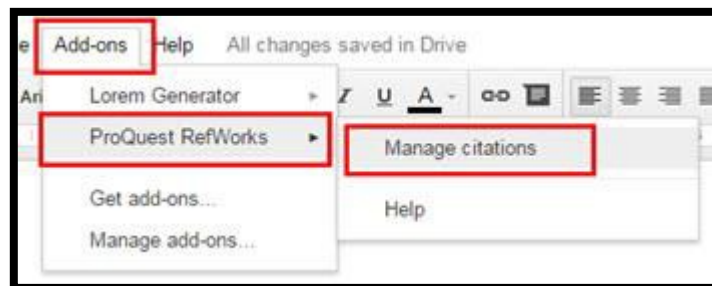 Add-ons Help All changes saved in Drive
Lorem Generator I U A
ProQuest RefWorks Manage citations
Get add-ons... Help
Manage add-ons...